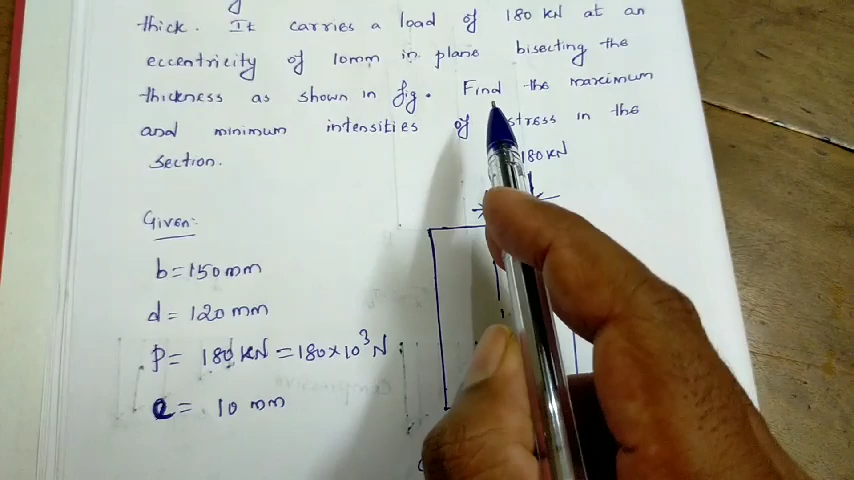 thick. It carries a load of 180 kN at an
eccentricity of 10mm in plane bisecting the
thickness as shown in fig. Find the maximum
and minimum intensities of stress in the
section.
180 kN
Given:-
b = 150 mm
d = 120 mm
P = 180 kN = 180 × 10³ N
e = 10 mm